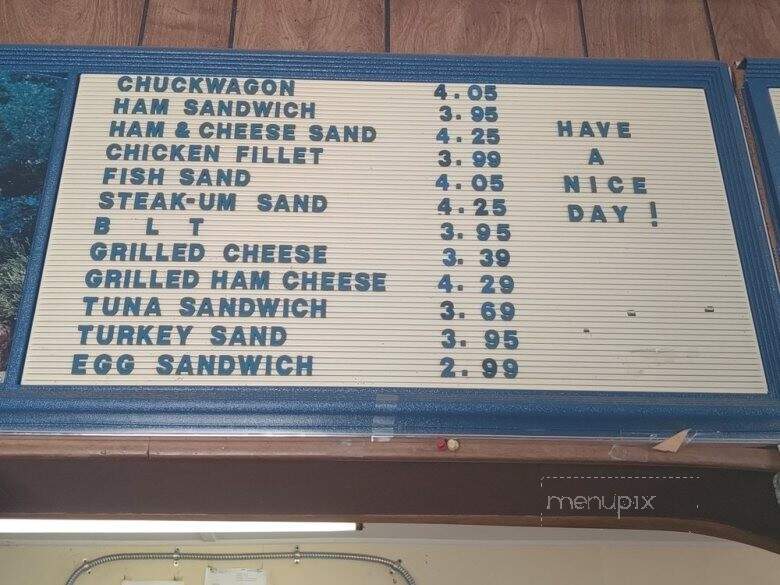 CHUCKWAGON 4.05
HAM SANDWICH 3.95
HAM & CHEESE SAND 4.25
CHICKEN FILLET 3.99
FISH SAND 4.05
STEAK-UM SAND 4.25
B L T 3.95
GRILLED CHEESE 3.39
GRILLED HAM CHEESE 4.29
TUNA SANDWICH 3.69
TURKEY SAND 3.95
EGG SANDWICH 2.99
HAVE
A
NICE
DAY!
menupix